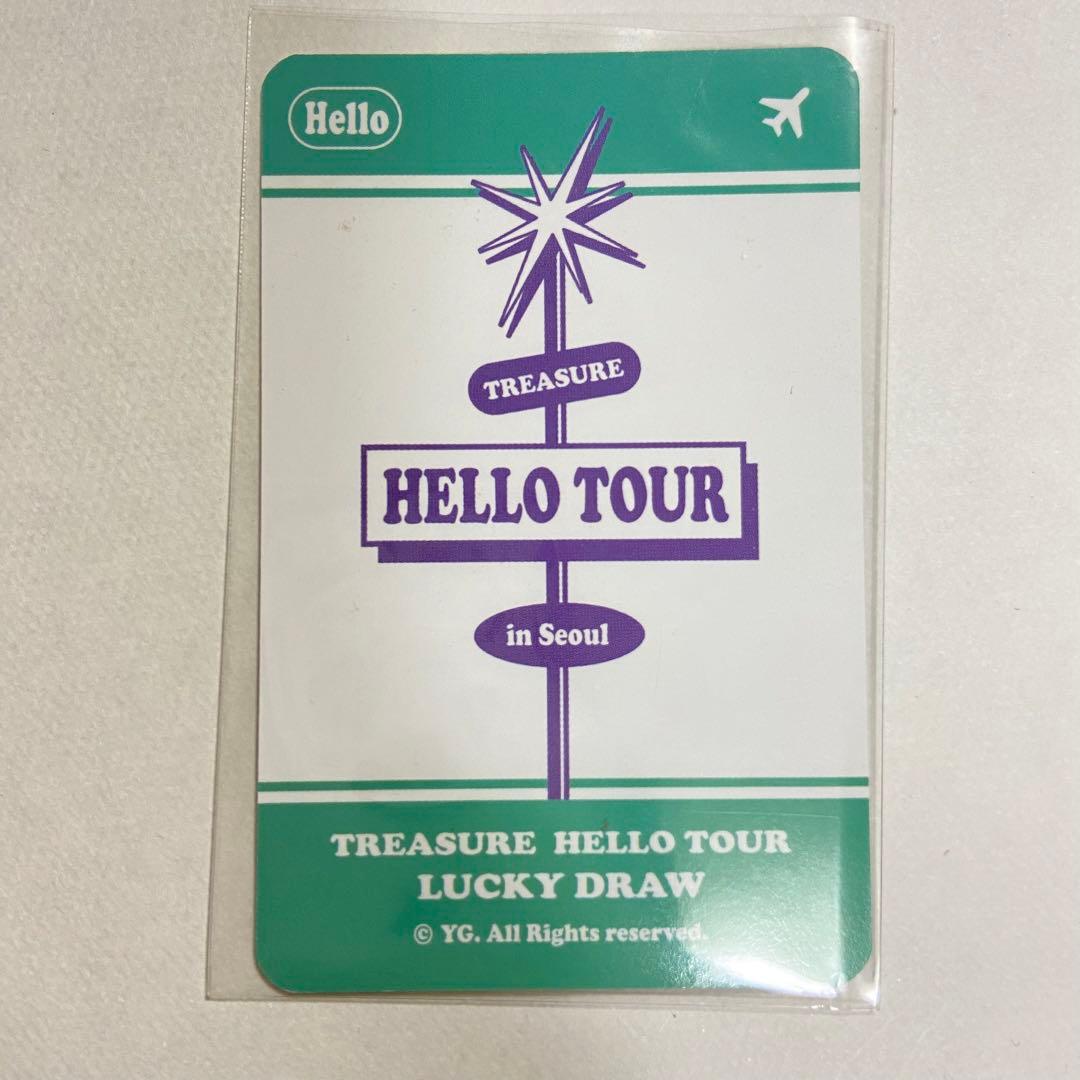 Hello
TREASURE
HELLO TOUR
in Seoul
TREASURE HELLO TOUR
LUCKY DRAW
© YG. All Rights reserved.